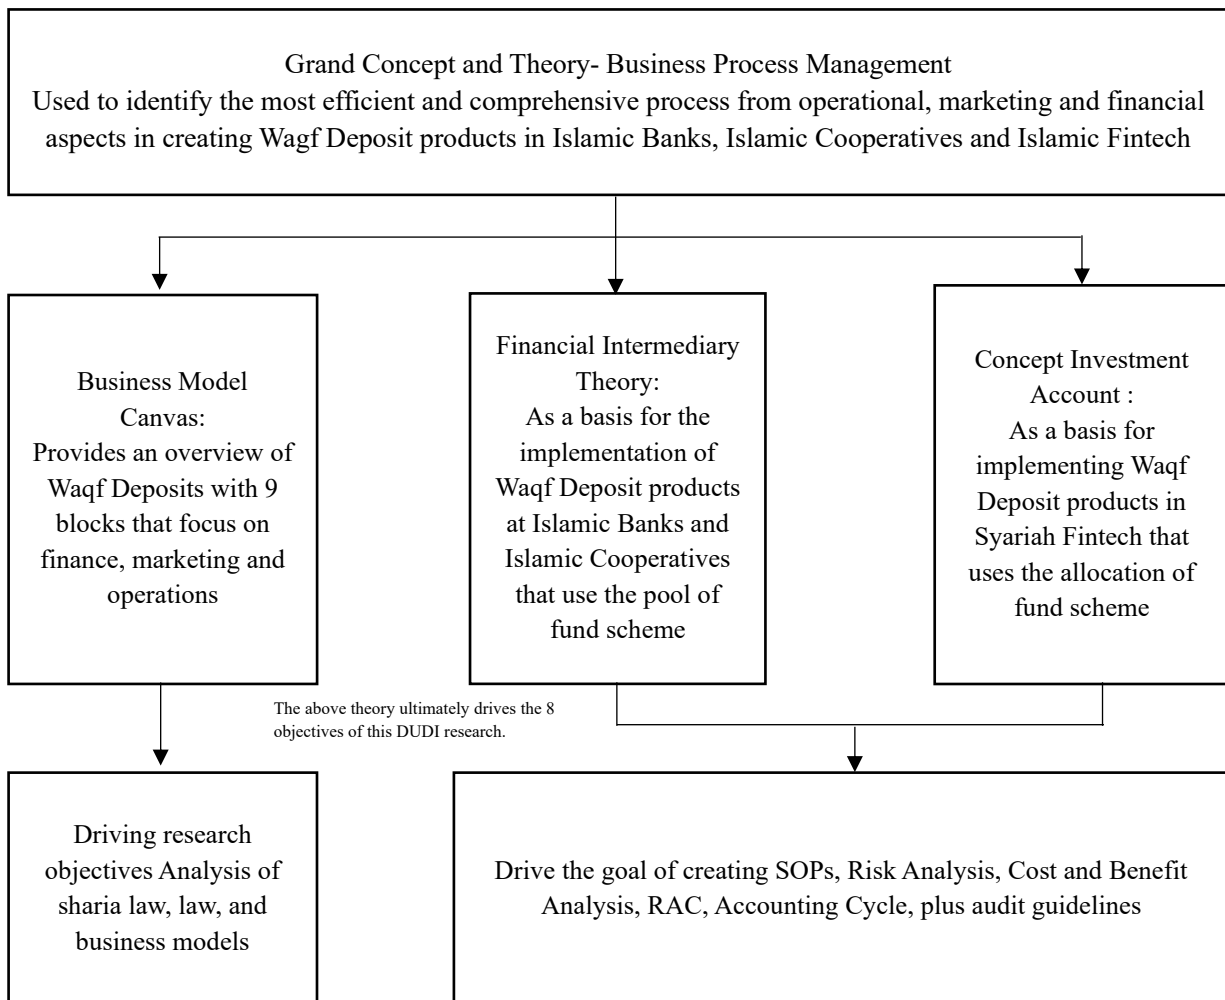 Grand Concept and Theory- Business Process Management
Used to identify the most efficient and comprehensive process from operational, marketing and financial
aspects in creating Wagf Deposit products in Islamic Banks, Islamic Cooperatives and Islamic Fintech
Business Model
Canvas:
Provides an overview of
Waqf Deposits with 9
blocks that focus on
finance, marketing and
operations
Financial Intermediary
Theory:
As a basis for the
implementation of
Waqf Deposit products
at Islamic Banks and
Islamic Cooperatives
that use the pool of
fund scheme
Concept Investment
Account :
As a basis for
implementing Waqf
Deposit products in
Syariah Fintech that
uses the allocation of
fund scheme
The above theory ultimately drives the 8
objectives of this DUDI research.
Driving research
objectives Analysis of
sharia law, law, and
business models
Drive the goal of creating SOPs, Risk Analysis, Cost and Benefit
Analysis, RAC, Accounting Cycle, plus audit guidelines